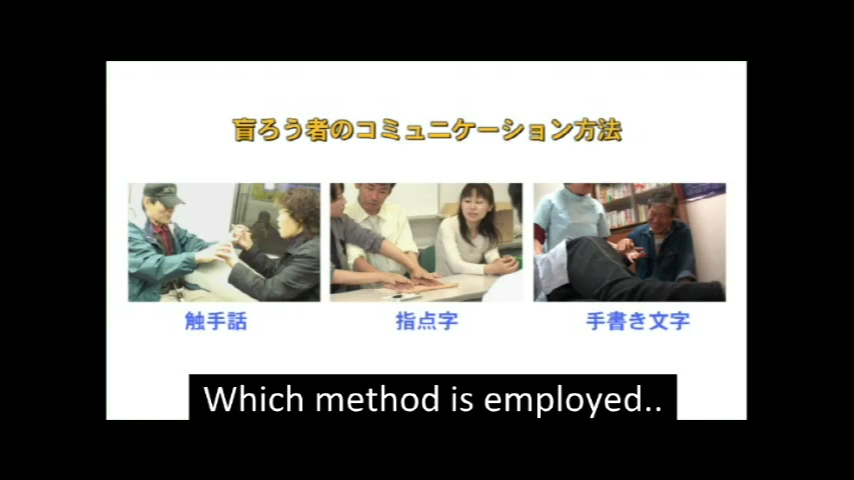 盲ろう者のコミュニケーション方法
触手話 指点字 手書き文字
Which method is employed..